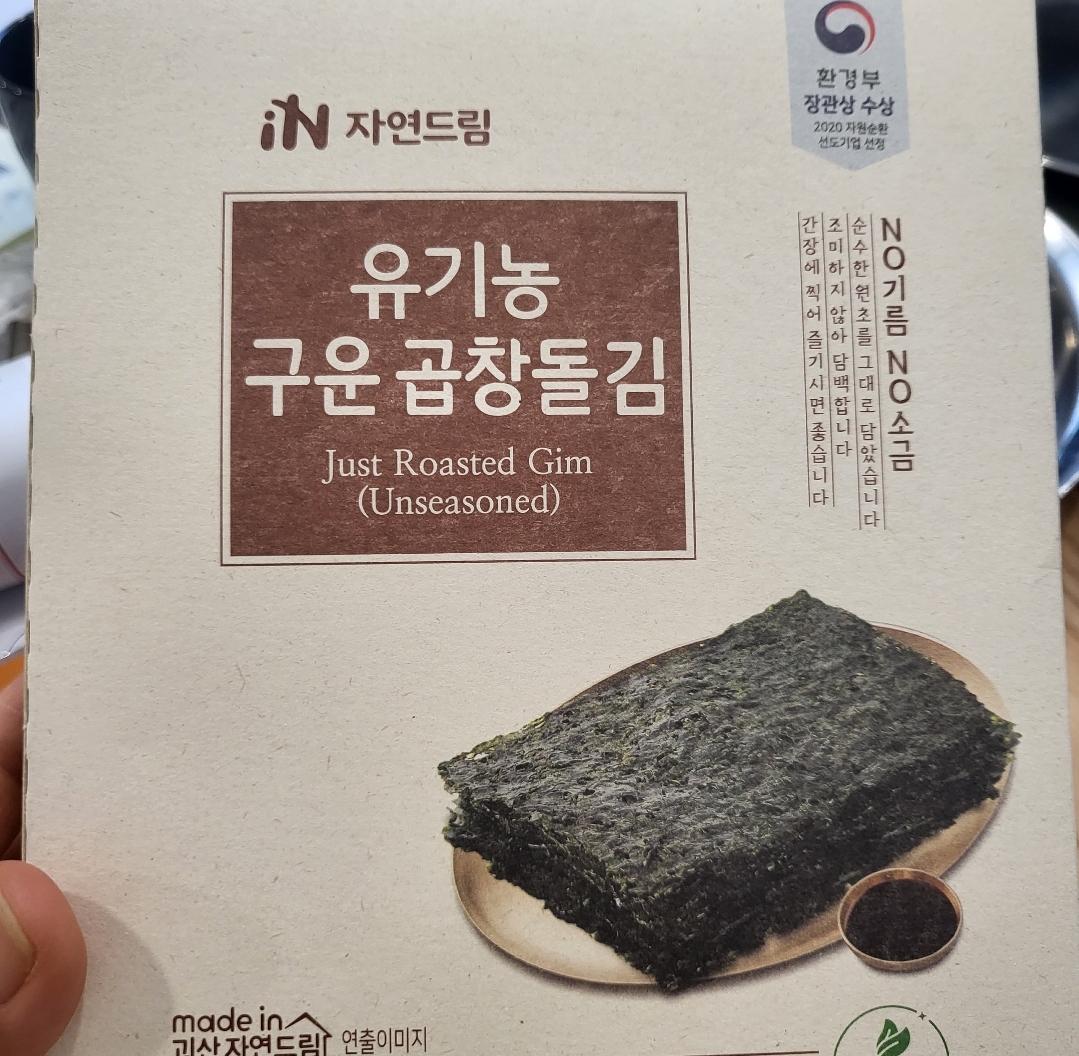 iN 자연드림
환경부
장관상 수상
2020 자원순환
선도기업 선정
유기농
구운 곱창돌김
Just Roasted Gim
(Unseasoned)
NO기름 NO소금
순수한 원초를 그대로 담았습니다
조미하지 않아 담백합니다
간장에 찍어 즐기시면 좋습니다
made in
괴산 자연드림
연출이미지